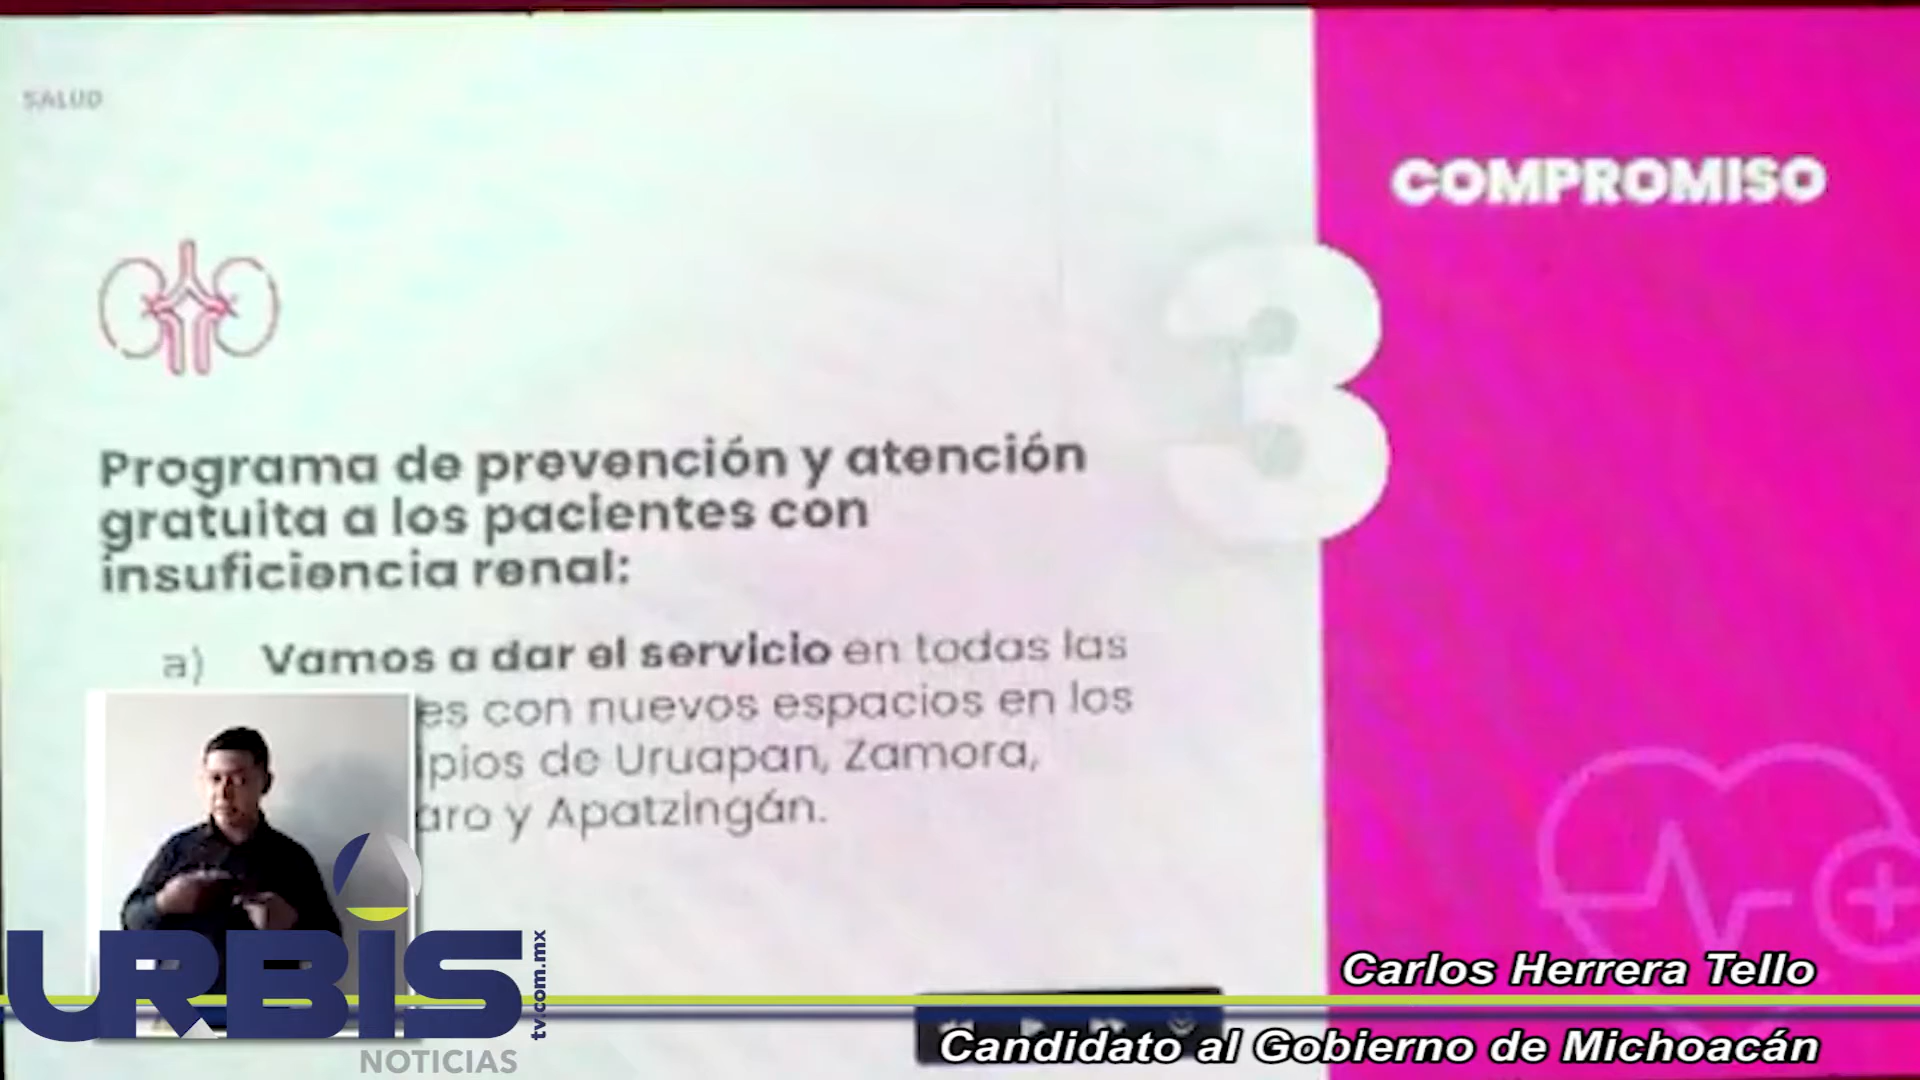 SALUD
COMPROMISO
3
Programa de prevención y atención
gratuita a los pacientes con
insuficiencia renal:
a) Vamos a dar el servicio en todas las
es con nuevos espacios en los
ipios de Uruapan, Zamora,
aro y Apatzingán.
URBIS
tv.com.mx
NOTICIAS
Carlos Herrera Tello
Candidato al Gobierno de Michoacán